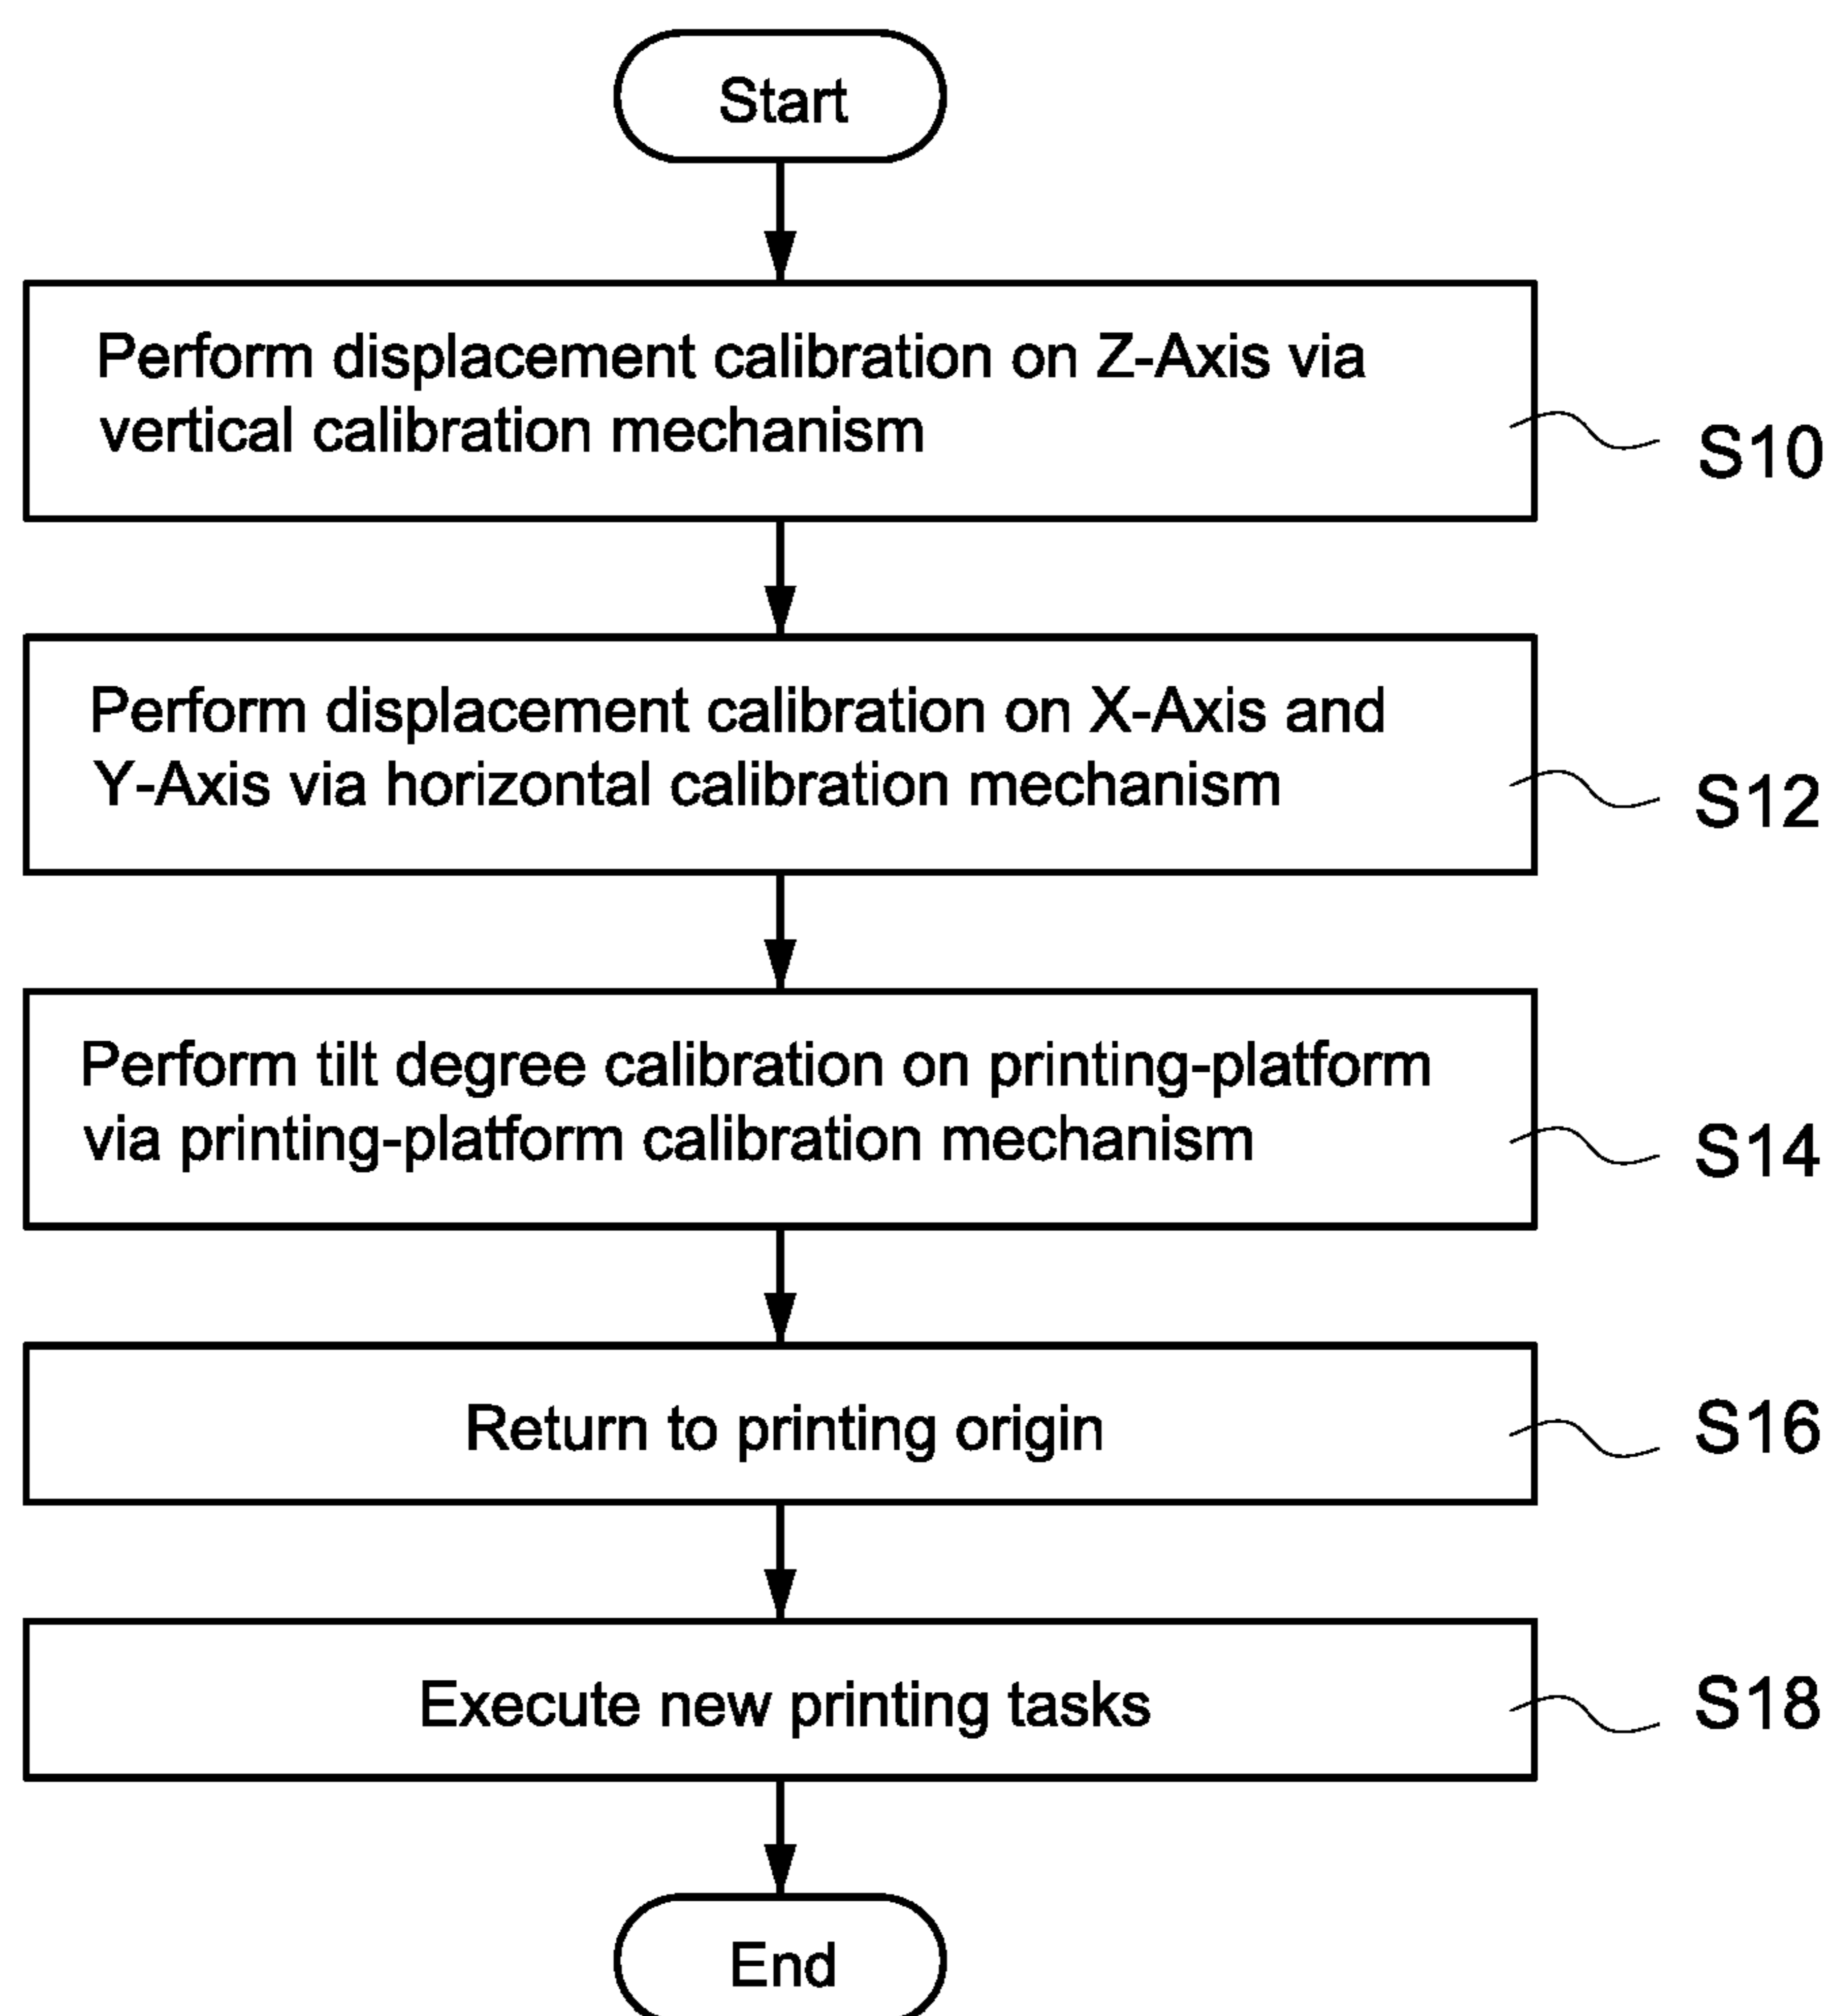 Start
Perform displacement calibration on Z-Axis via
vertical calibration mechanism
S10
Perform displacement calibration on X-Axis and
Y-Axis via horizontal calibration mechanism
S12
Perform tilt degree calibration on printing-platform
via printing-platform calibration mechanism
S14
Return to printing origin
S16
Execute new printing tasks
S18
End